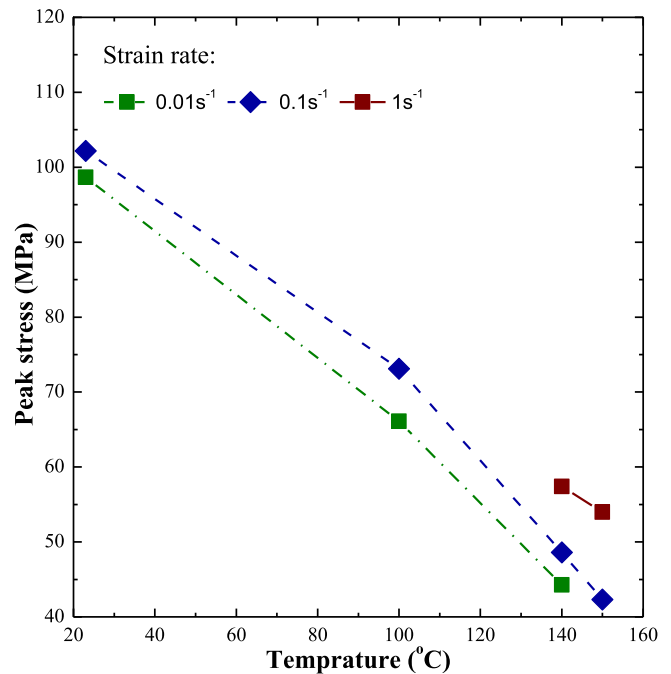 120
Strain rate:
110
0.01s⁻¹ 0.1s⁻¹ 1s⁻¹
100
90
80
70
60
50
40
Peak stress (MPa)
20 40 60 80 100 120 140 160
Temprature (°C)